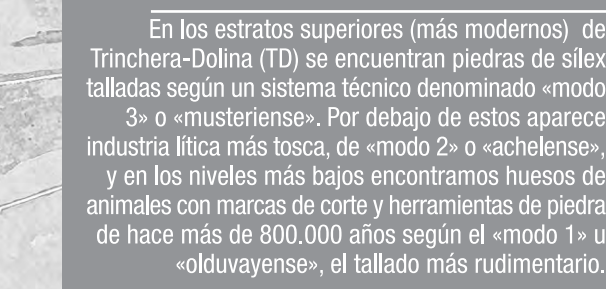 En los estratos superiores (más modernos) de
Trinchera-Dolina (TD) se encuentran piedras de sílex
talladas según un sistema técnico denominado «modo
3» o «musteriense». Por debajo de estos aparece
industria lítica más tosca, de «modo 2» o «achelense»,
y en los niveles más bajos encontramos huesos de
animales con marcas de corte y herramientas de piedra
de hace más de 800.000 años según el «modo 1» u
«olduvayense», el tallado más rudimentario.